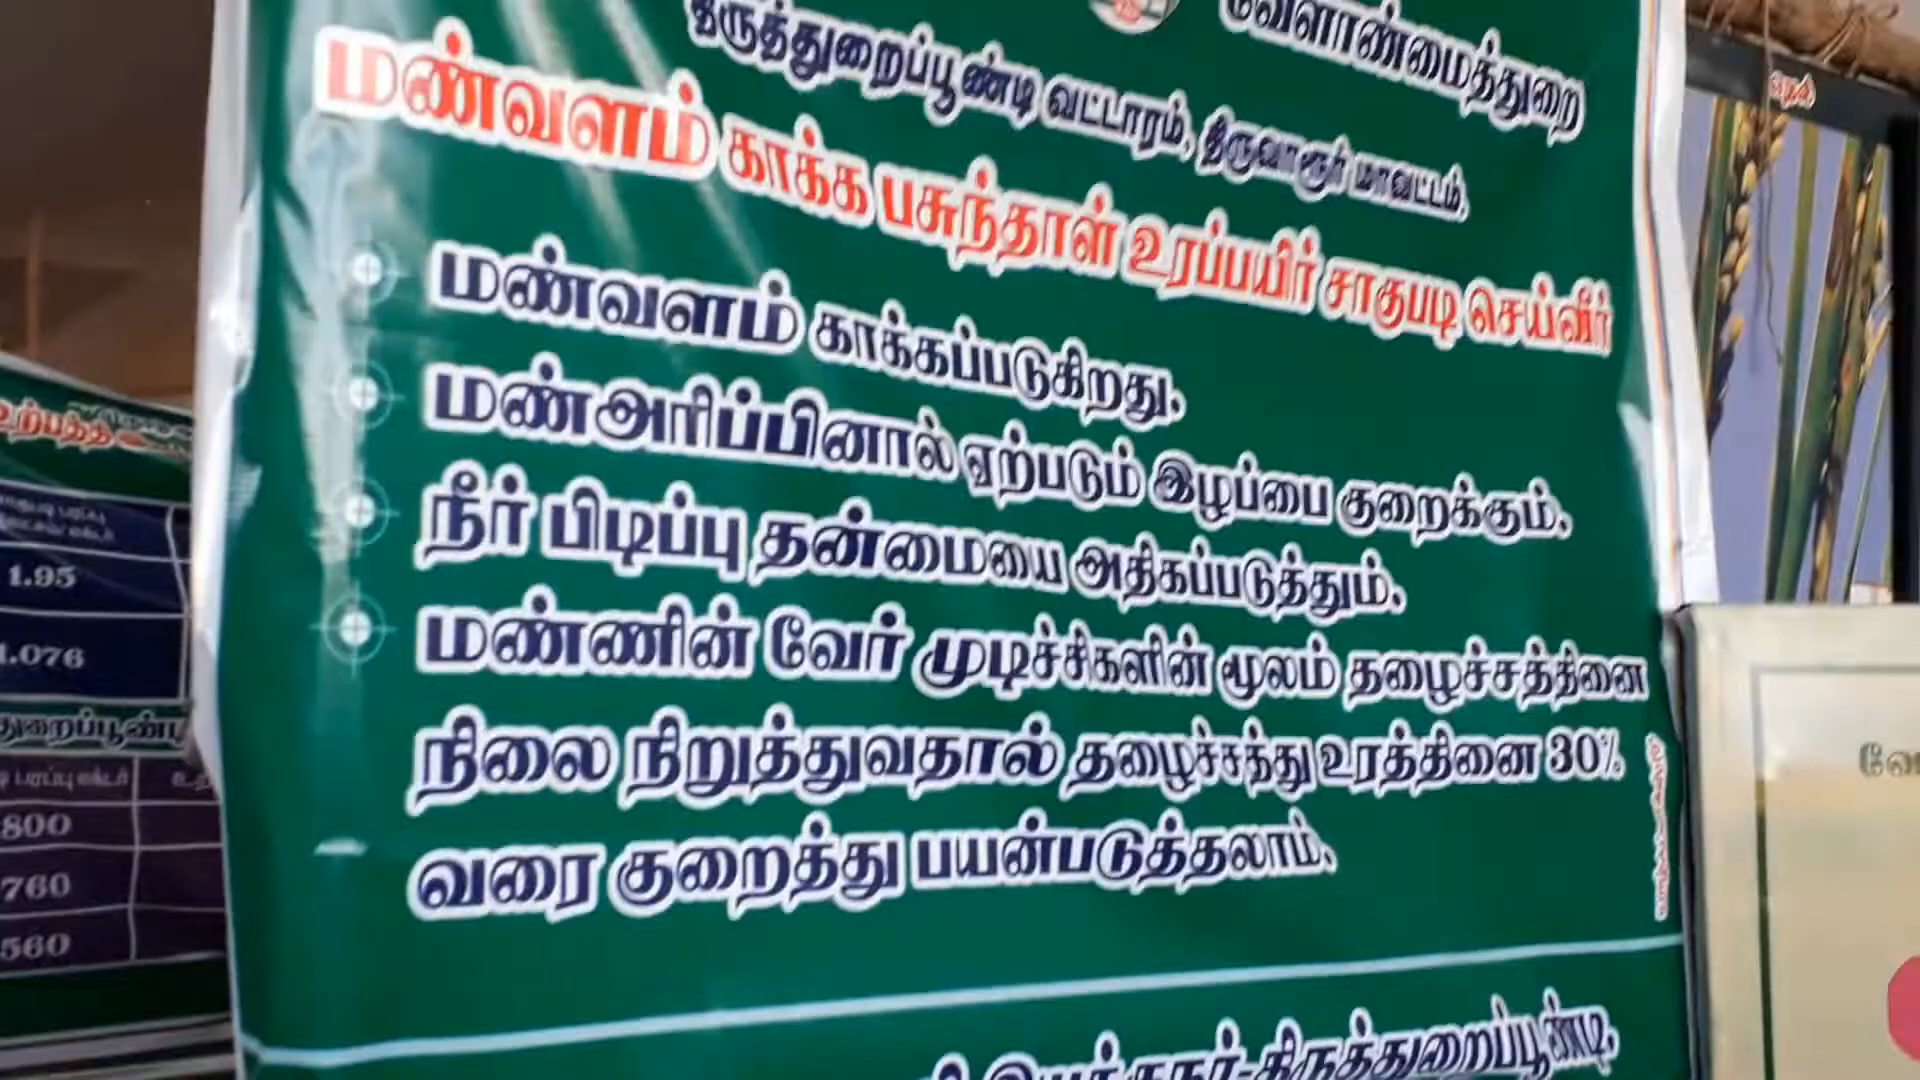 வேளாண்மைத்துறை
திருத்துறைப்பூண்டி வட்டாரம், திருவாரூர் மாவட்டம்.
மண்வளம் காக்க பசுந்தாள் உரப்பயிர் சாகுபடி செய்வீர்
மண்வளம் காக்கப்படுகிறது.
மண்அரிப்பினால் ஏற்படும் இழப்பை குறைக்கும்.
நீர் பிடிப்பு தன்மையை அதிகப்படுத்தும்.
மண்ணின் வேர் முடிச்சிகளின் மூலம் தழைச்சத்தினை
நிலை நிறுத்துவதால் தழைச்சத்து உரத்தினை 30%
வரை குறைத்து பயன்படுத்தலாம்.
இயக்குநர்-திருத்துறைப்பூண்டி.
1.95
1.076
800
760
560